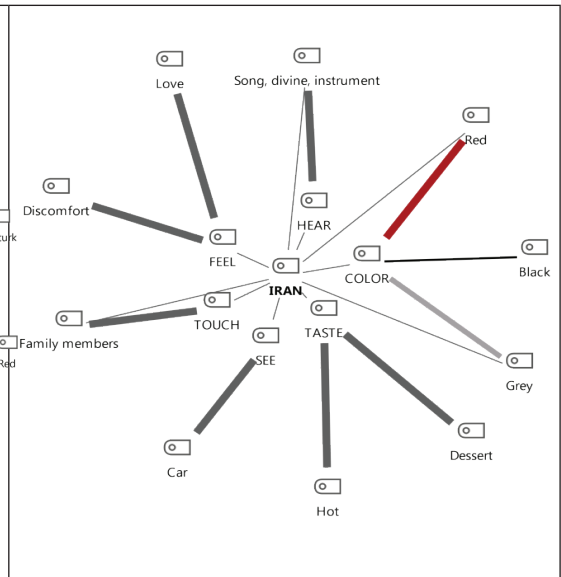 Love
Song, divine, instrument
Red
Discomfort
HEAR
FEEL
COLOR
Black
IRAN
TOUCH
TASTE
Family members
SEE
Red
Grey
Car
Dessert
Hot